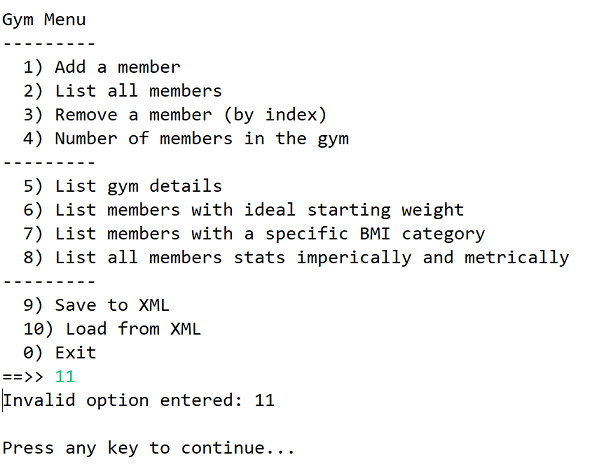 Gym Menu
---------
  1) Add a member
  2) List all members
  3) Remove a member (by index)
  4) Number of members in the gym
---------
  5) List gym details
  6) List members with ideal starting weight
  7) List members with a specific BMI category
  8) List all members stats imperically and metrically
---------
  9) Save to XML
  10) Load from XML
  0) Exit
==>> 11
Invalid option entered: 11

Press any key to continue...